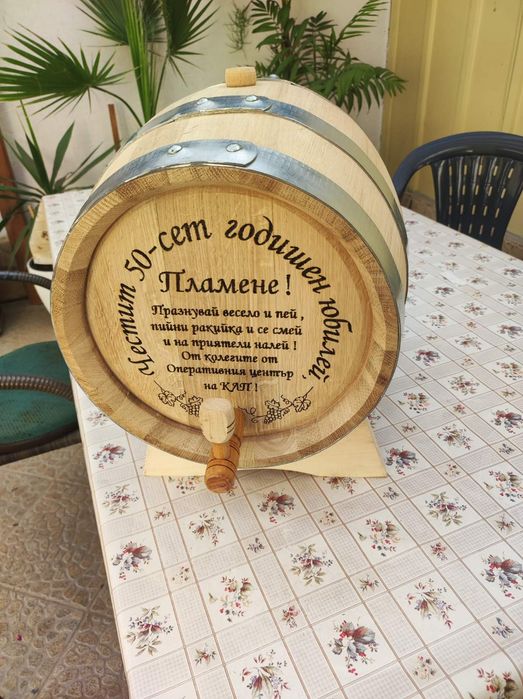 Честит 50-сет годишен юбилей,
Пламене !
Празнувай весело и пей ,
пийни ракийка и се смей
и на приятели налей !
От колегите от
Оперативния център
на КАП !